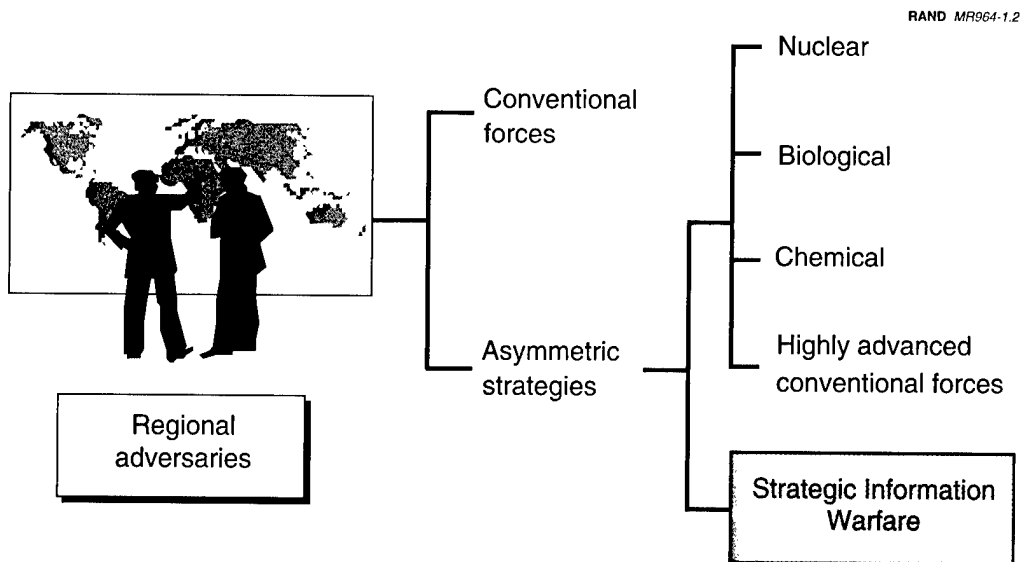 RAND MR964-1.2
Nuclear
Conventional
forces
Biological
Chemical
Asymmetric
strategies
Highly advanced
conventional forces
Regional
adversaries
Strategic Information
Warfare